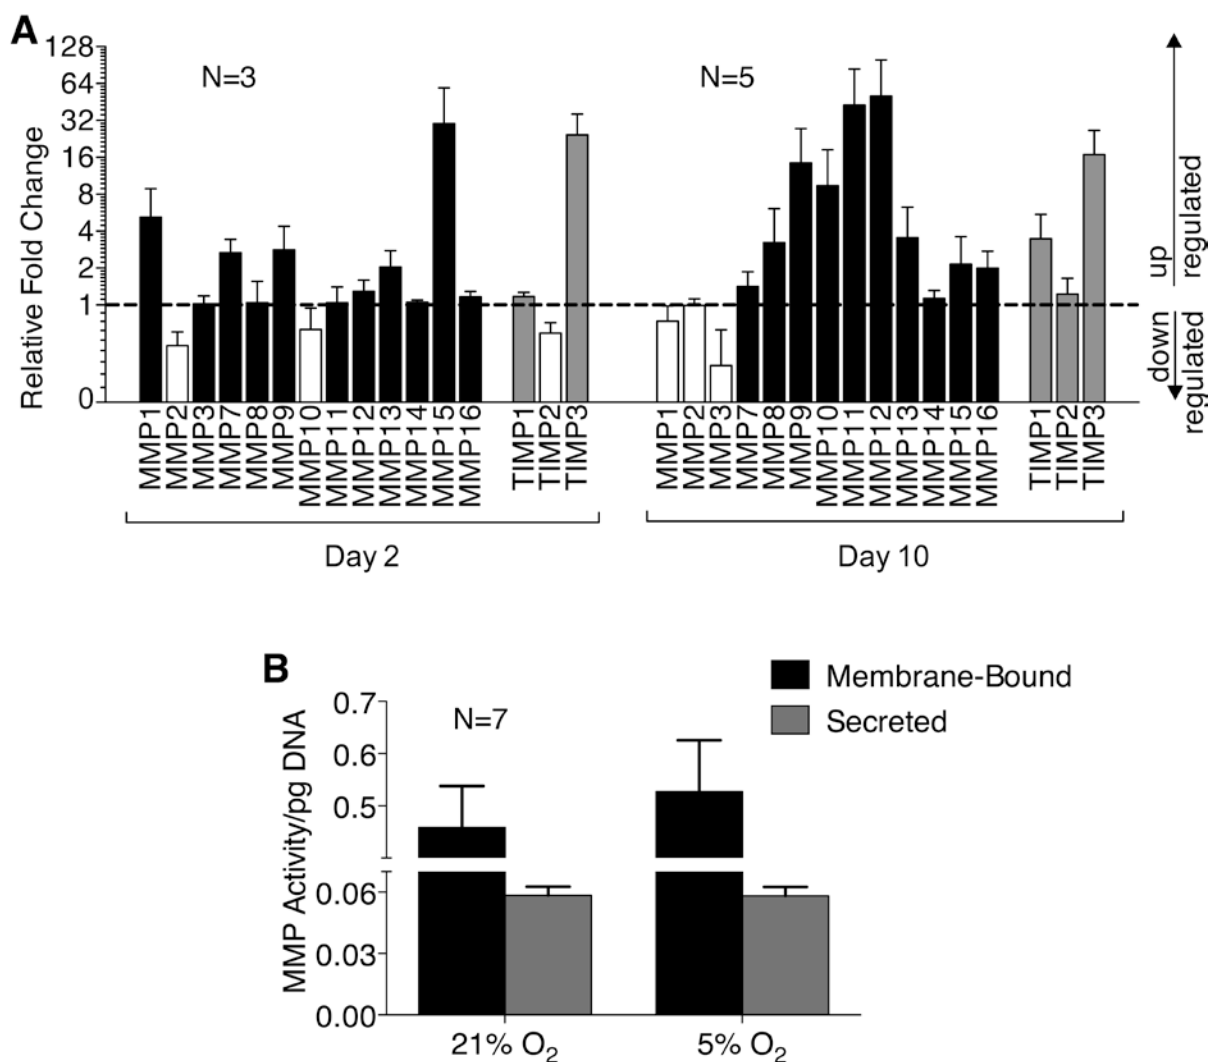 A
Relative Fold Change
128
64
32
16
8
4
2
1
0
N=3
N=5
up
regulated
down
regulated
MMP1
MMP2
MMP3
MMP7
MMP8
MMP9
MMP10
MMP11
MMP12
MMP13
MMP14
MMP15
MMP16
TIMP1
TIMP2
TIMP3
MMP1
MMP2
MMP3
MMP7
MMP8
MMP9
MMP10
MMP11
MMP12
MMP13
MMP14
MMP15
MMP16
TIMP1
TIMP2
TIMP3
Day 2
Day 10
B
Membrane-Bound
Secreted
MMP Activity/pg DNA
0.7
0.6
0.5
0.06
0.03
0.00
N=7
21% O₂
5% O₂